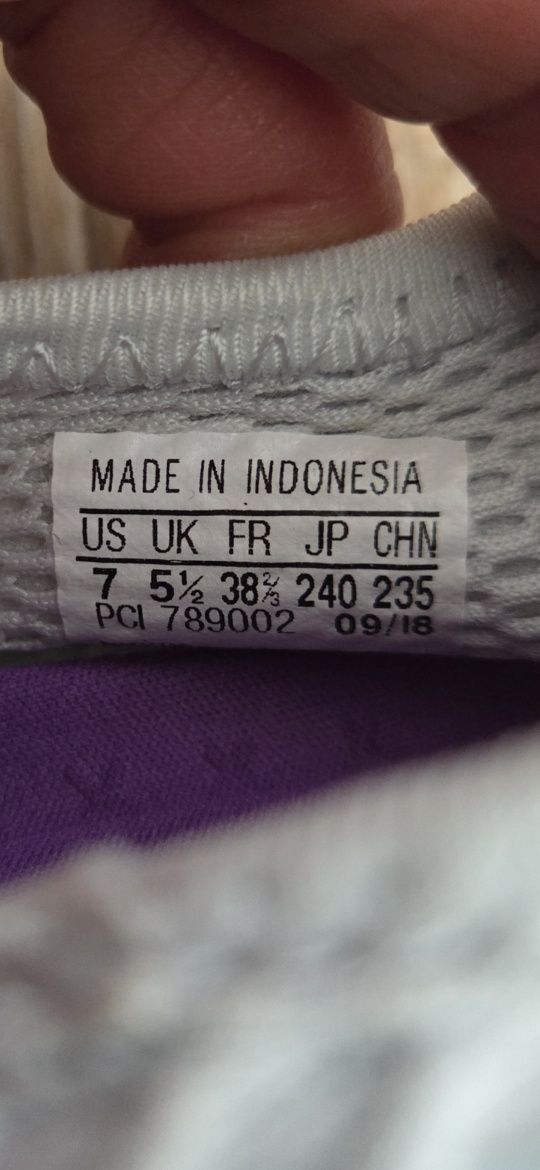 MADE IN INDONESIA
US UK FR JP CHN
7 5½ 38⅔ 240 235
PCI 789002 09/18